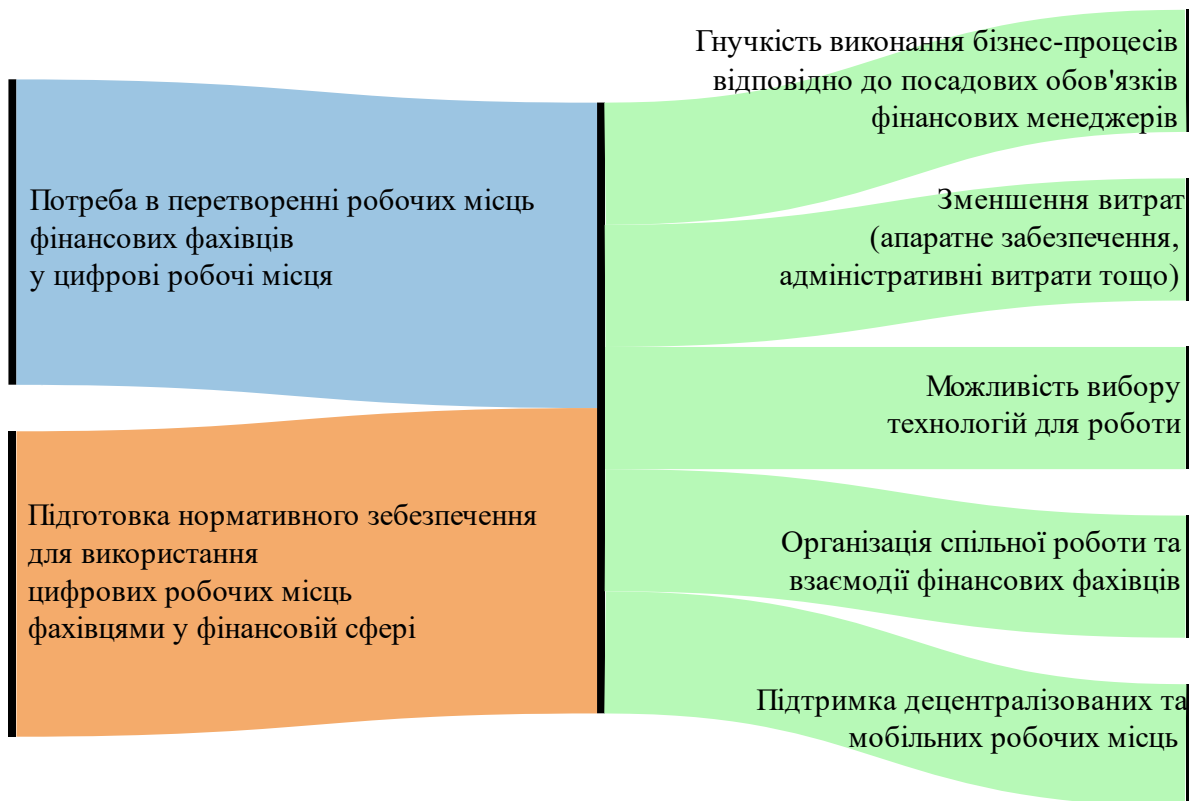 Потреба в перетворенні робочих місць
фінансових фахівців
у цифрові робочі місця
Підготовка нормативного зебезпечення
для використання
цифрових робочих місць
фахівцями у фінансовій сфері
Гнучкість виконання бізнес-процесів
відповідно до посадових обов'язків
фінансових менеджерів
Зменшення витрат
(апаратне забезпечення,
адміністративні витрати тощо)
Можливість вибору
технологій для роботи
Організація спільної роботи та
взаємодії фінансових фахівців
Підтримка децентралізованих та
мобільних робочих місць